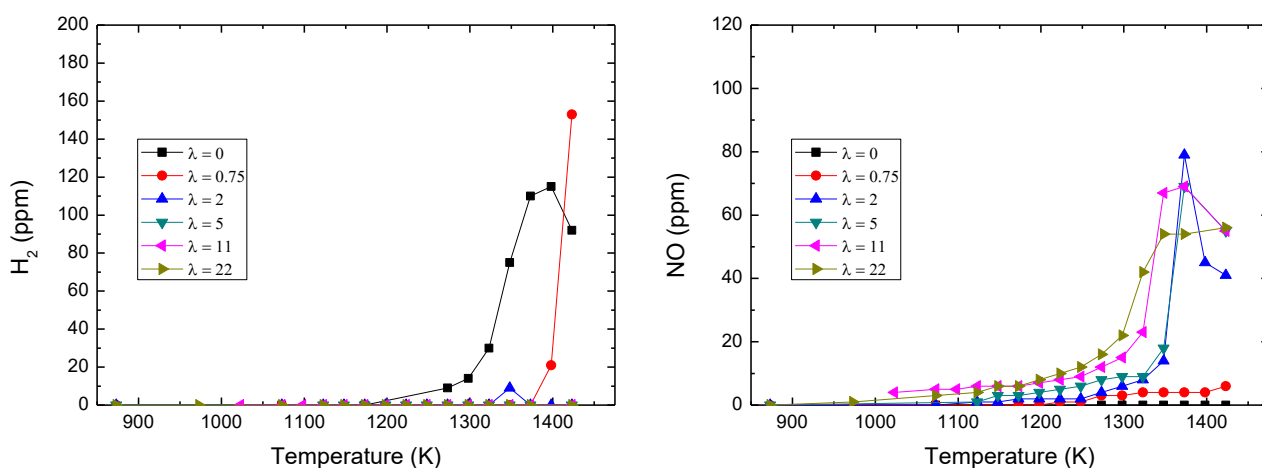 200
180
160
140
120
100
80
60
40
20
0
H2 (ppm)
λ = 0
λ = 0.75
λ = 2
λ = 5
λ = 11
λ = 22
900 1000 1100 1200 1300 1400
Temperature (K)
120
100
80
60
40
20
0
NO (ppm)
λ = 0
λ = 0.75
λ = 2
λ = 5
λ = 11
λ = 22
900 1000 1100 1200 1300 1400
Temperature (K)